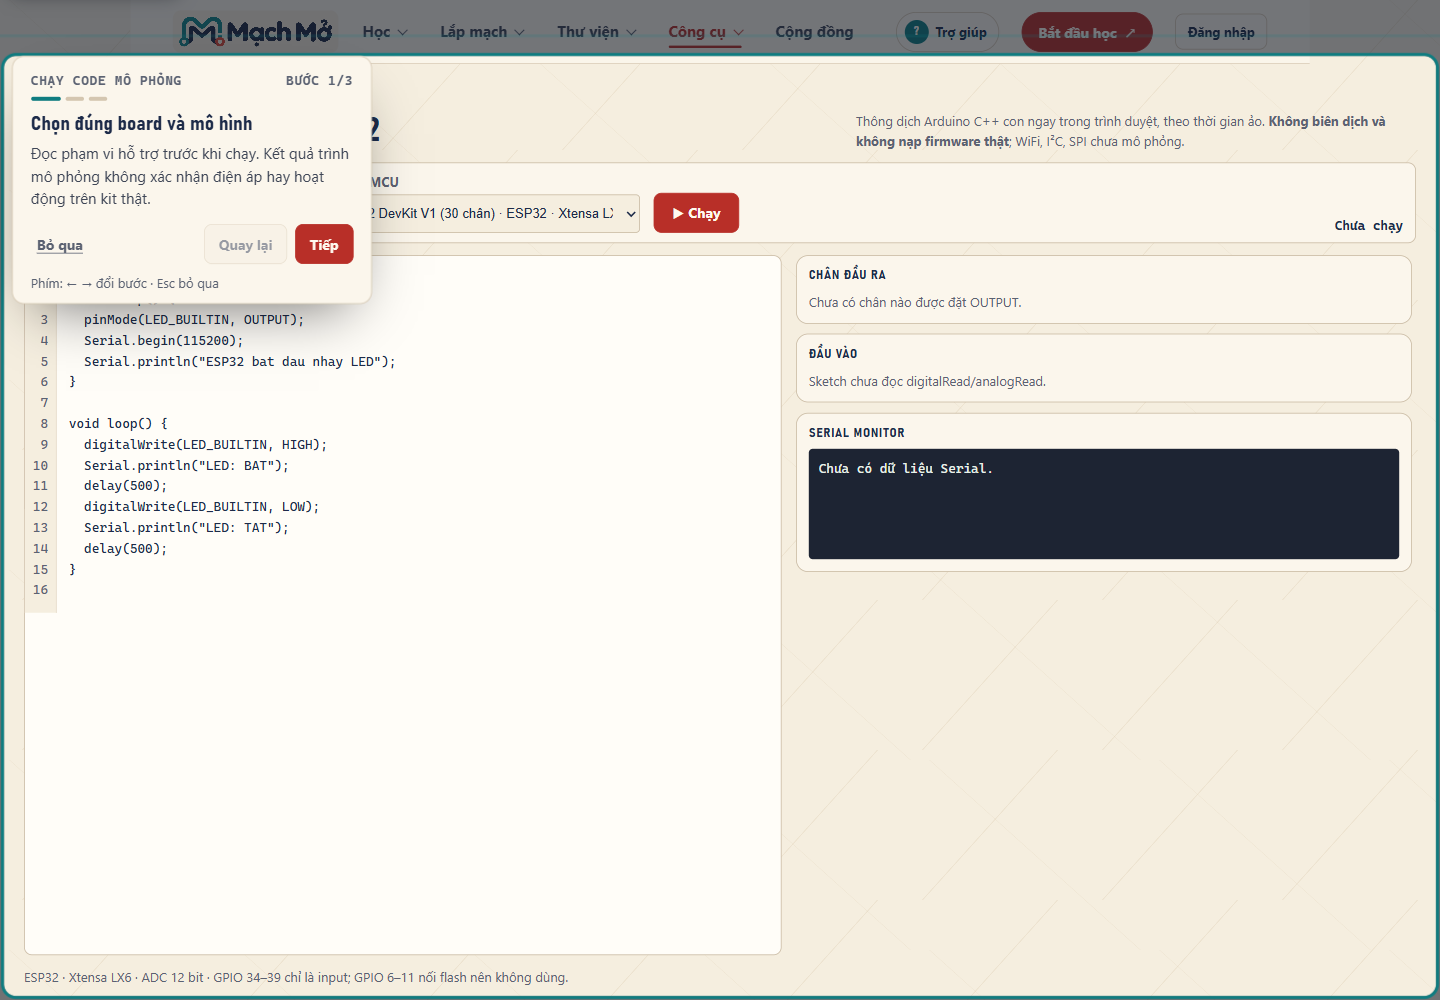 Mạch Mở
Học
Lắp mạch
Thư viện
Công cụ
Cộng đồng
? Trợ giúp
Bắt đầu học ↗
Đăng nhập
CHẠY CODE MÔ PHỎNG
BƯỚC 1/3
Chọn đúng board và mô hình
Đọc phạm vi hỗ trợ trước khi chạy. Kết quả trình
mô phỏng không xác nhận điện áp hay hoạt
động trên kit thật.
Bỏ qua
Quay lại
Tiếp
Phím: ← → đổi bước · Esc bỏ qua
2
Thông dịch Arduino C++ con ngay trong trình duyệt, theo thời gian ảo. Không biên dịch và
không nạp firmware thật; WiFi, I²C, SPI chưa mô phỏng.
MCU
2 DevKit V1 (30 chân) · ESP32 · Xtensa LX
▶ Chạy
Chưa chạy
3 pinMode(LED_BUILTIN, OUTPUT);
4 Serial.begin(115200);
5 Serial.println("ESP32 bat dau nhay LED");
6 }
7
8 void loop() {
9 digitalWrite(LED_BUILTIN, HIGH);
10 Serial.println("LED: BAT");
11 delay(500);
12 digitalWrite(LED_BUILTIN, LOW);
13 Serial.println("LED: TAT");
14 delay(500);
15 }
16
CHÂN ĐẦU RA
Chưa có chân nào được đặt OUTPUT.
ĐẦU VÀO
Sketch chưa đọc digitalRead/analogRead.
SERIAL MONITOR
Chưa có dữ liệu Serial.
ESP32 · Xtensa LX6 · ADC 12 bit · GPIO 34–39 chỉ là input; GPIO 6–11 nối flash nên không dùng.